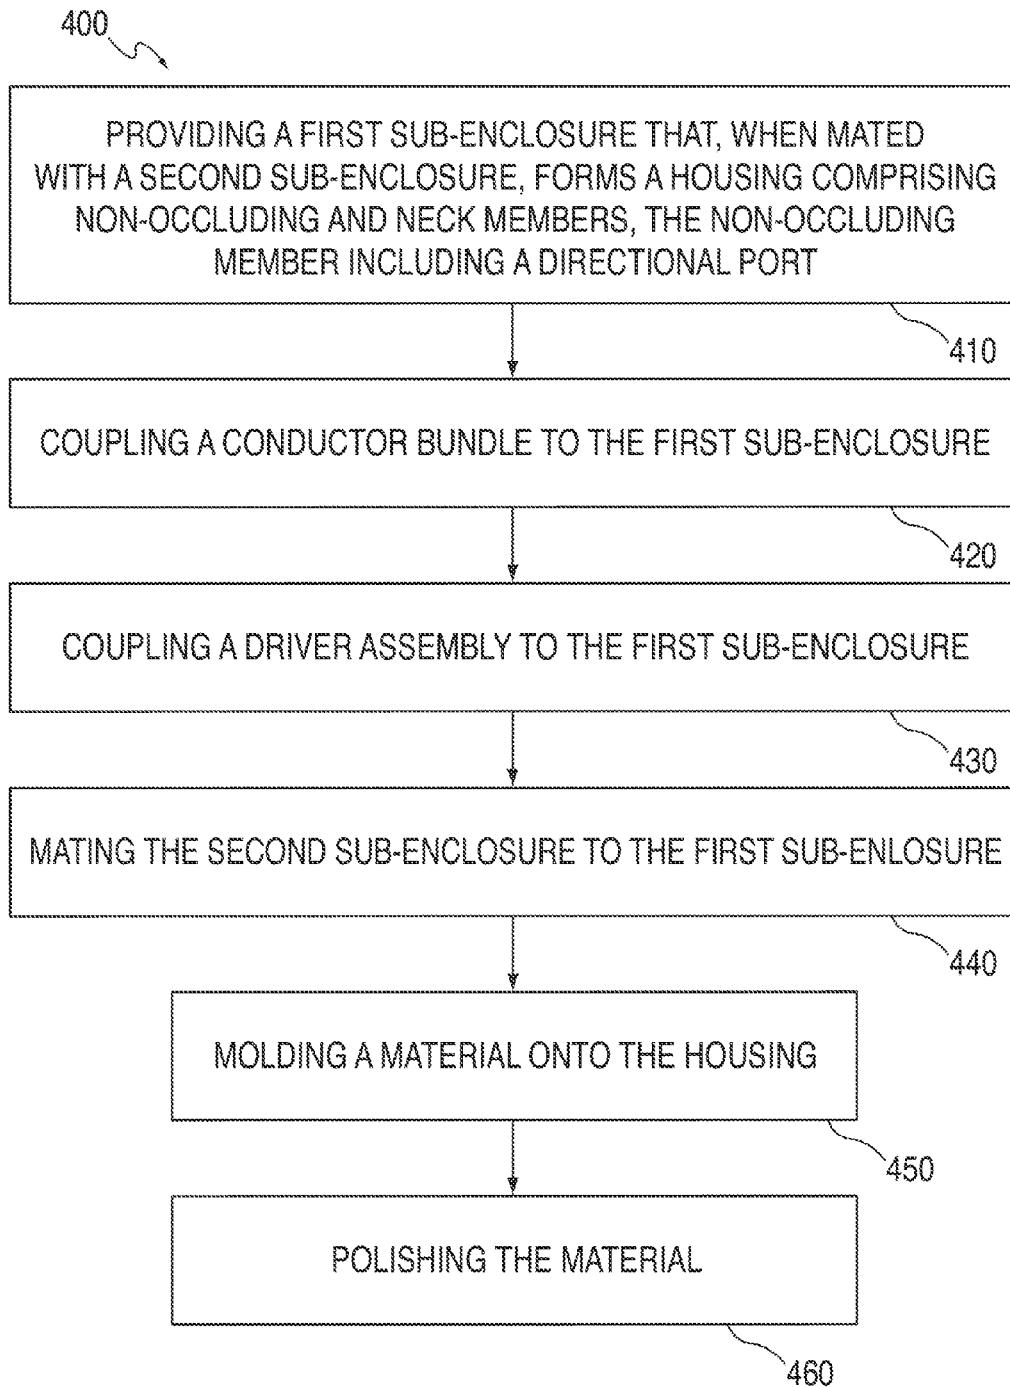 400
PROVIDING A FIRST SUB-ENCLOSURE THAT, WHEN MATED
WITH A SECOND SUB-ENCLOSURE, FORMS A HOUSING COMPRISING
NON-OCCLUDING AND NECK MEMBERS, THE NON-OCCLUDING
MEMBER INCLUDING A DIRECTIONAL PORT
410
COUPLING A CONDUCTOR BUNDLE TO THE FIRST SUB-ENCLOSURE
420
COUPLING A DRIVER ASSEMBLY TO THE FIRST SUB-ENCLOSURE
430
MATING THE SECOND SUB-ENCLOSURE TO THE FIRST SUB-ENLOSURE
440
MOLDING A MATERIAL ONTO THE HOUSING
450
POLISHING THE MATERIAL
460